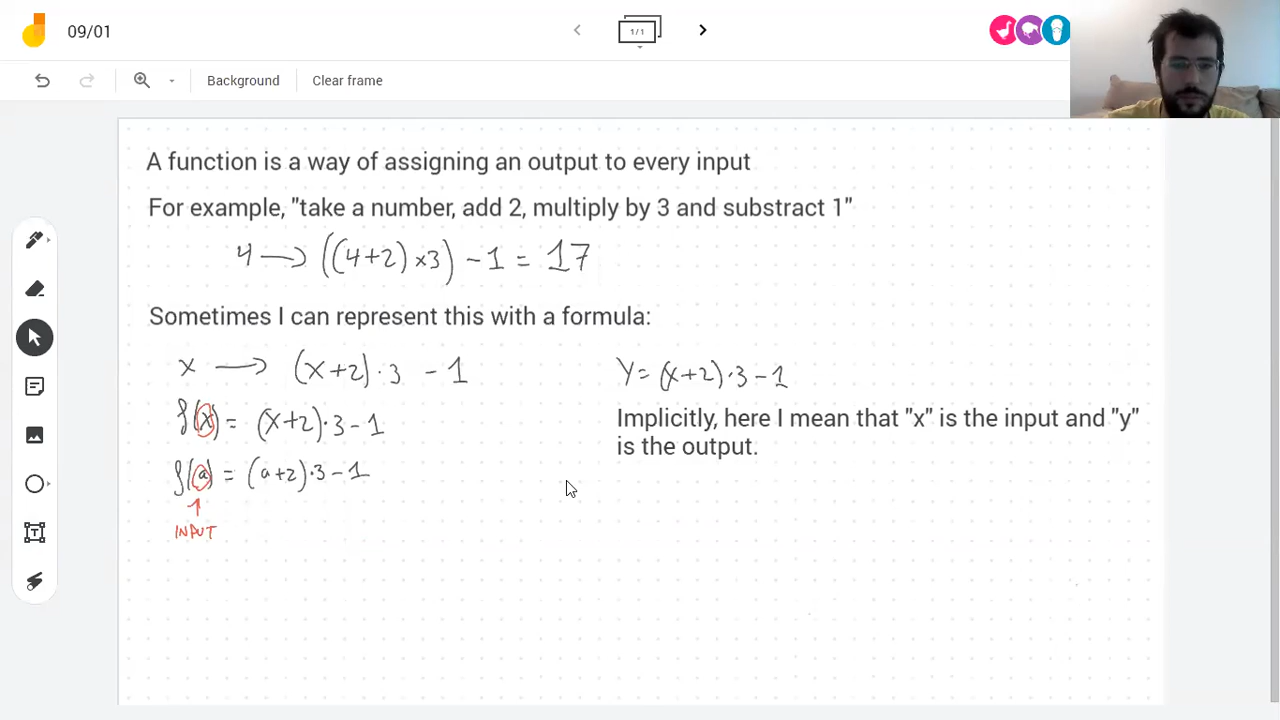 09/01
1/1
Background
Clear frame
A function is a way of assigning an output to every input
For example, "take a number, add 2, multiply by 3 and substract 1"
4 → ((4+2)×3) - 1 = 17
Sometimes I can represent this with a formula:
x → (x+2)·3 - 1
f(x) = (x+2)·3 - 1
f(a) = (a+2)·3 - 1
↑
INPUT
Y = (x+2)·3 - 1
Implicitly, here I mean that "x" is the input and "y"
is the output.